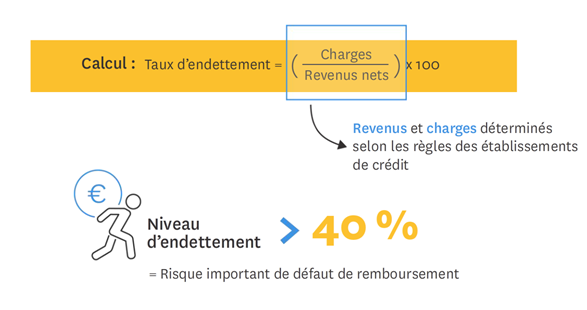 Calcul : Taux d'endettement = ( Charges / Revenus nets ) x 100
Revenus et charges déterminés
selon les règles des établissements
de crédit
€
Niveau
d'endettement
> 40 %
= Risque important de défaut de remboursement